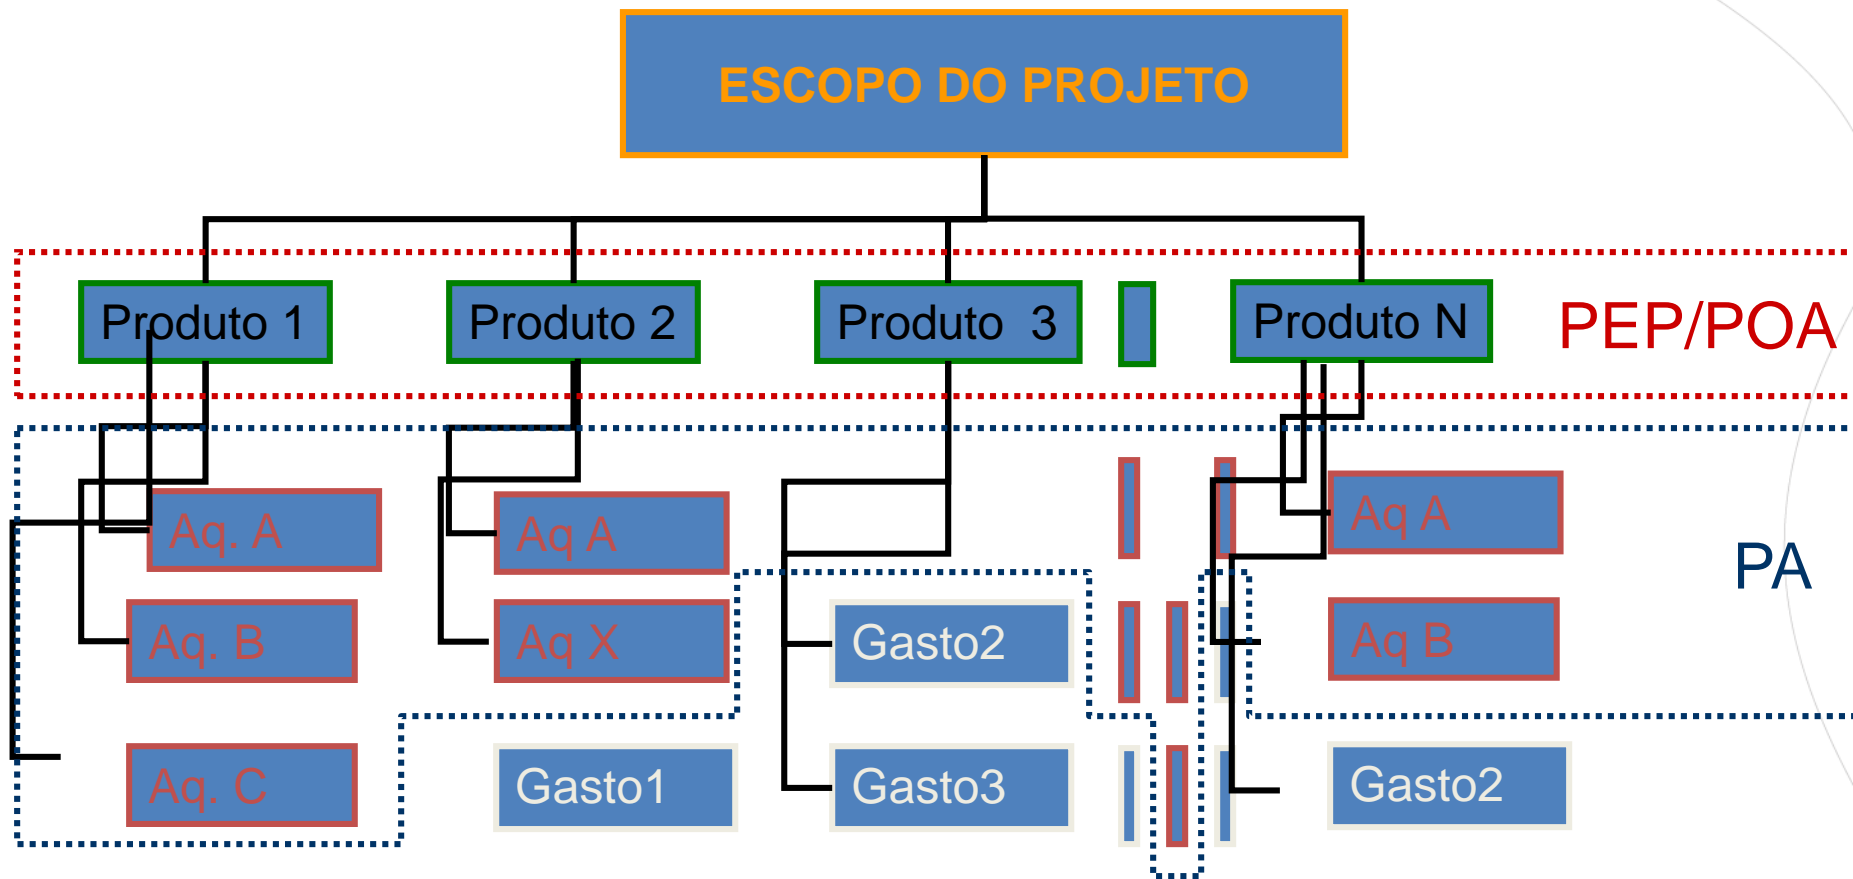 ESCOPO DO PROJETO
Produto 1
Produto 2
Produto 3
Produto N
PEP/POA
Aq. A
Aq A
Aq A
PA
Aq. B
Aq X
Gasto2
Aq B
Aq. C
Gasto1
Gasto3
Gasto2